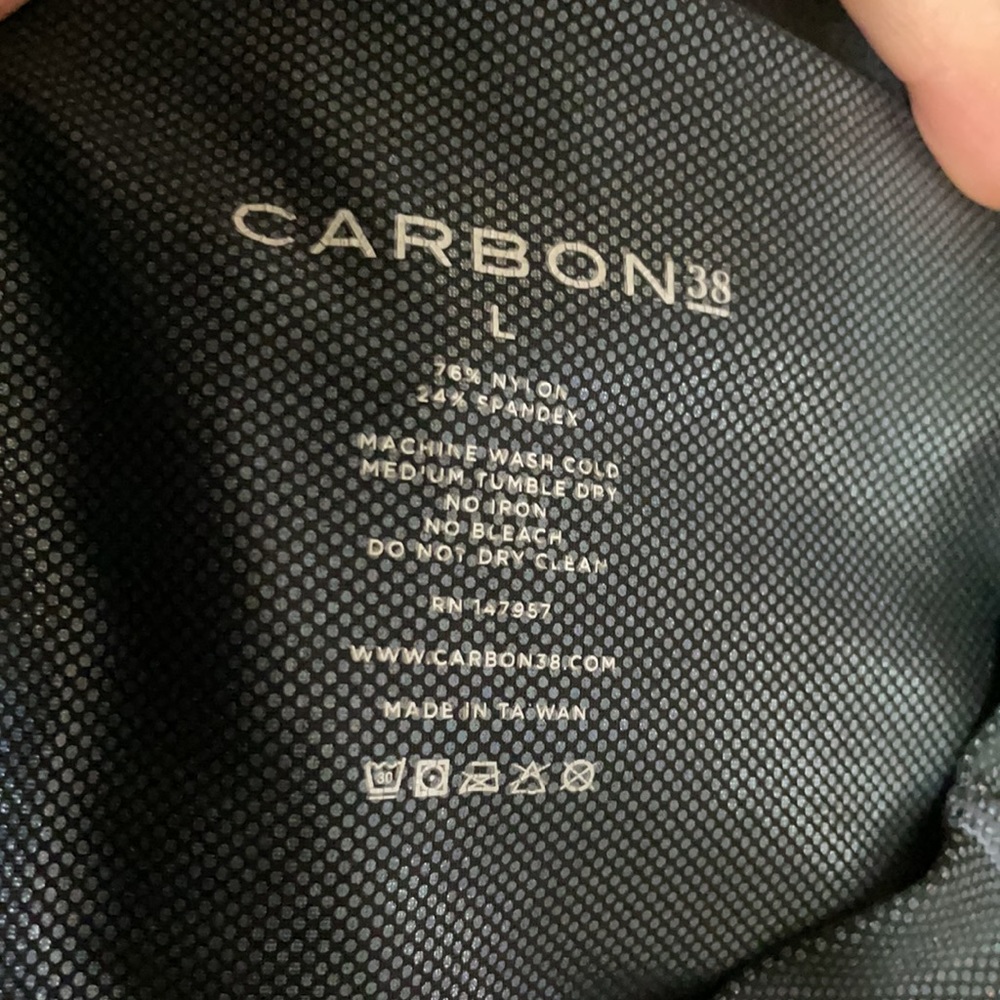 CARBON38
L
76% NYLON
24% SPANDEX
MACHINE WASH COLD
MEDIUM TUMBLE DRY
NO IRON
NO BLEACH
DO NOT DRY CLEAN
RN 147957
WWW.CARBON38.COM
MADE IN TAIWAN
30